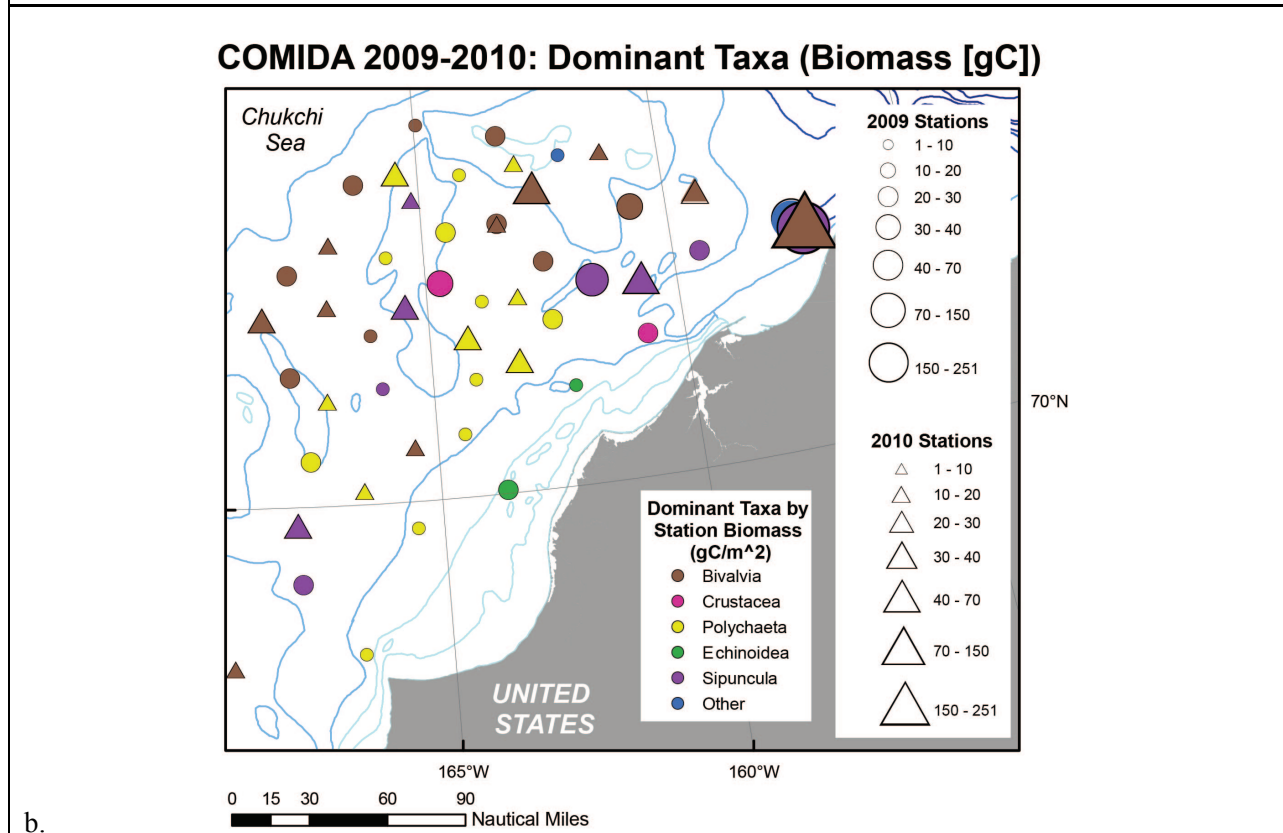 COMIDA 2009-2010: Dominant Taxa (Biomass [gC])
Chukchi
Sea
2009 Stations
1 - 10
10 - 20
20 - 30
30 - 40
40 - 70
70 - 150
150 - 251
70°N
2010 Stations
1 - 10
10 - 20
20 - 30
30 - 40
40 - 70
70 - 150
150 - 251
Dominant Taxa by
Station Biomass
(gC/m^2)
Bivalvia
Crustacea
Polychaeta
Echinoidea
Sipuncula
Other
UNITED
STATES
165°W
160°W
0 15 30 60 90
Nautical Miles
b.